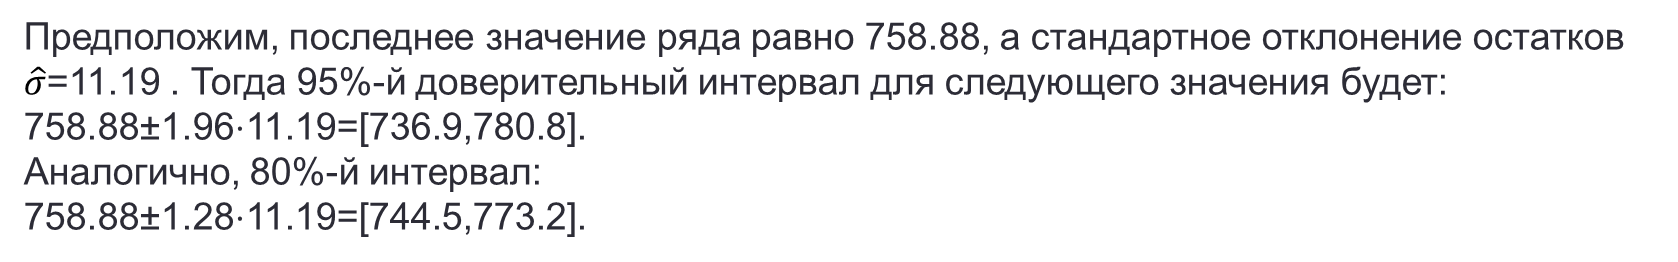 Предположим, последнее значение ряда равно 758.88, а стандартное отклонение остатков
σ̂=11.19 . Тогда 95%-й доверительный интервал для следующего значения будет:
758.88±1.96·11.19=[736.9,780.8].
Аналогично, 80%-й интервал:
758.88±1.28·11.19=[744.5,773.2].